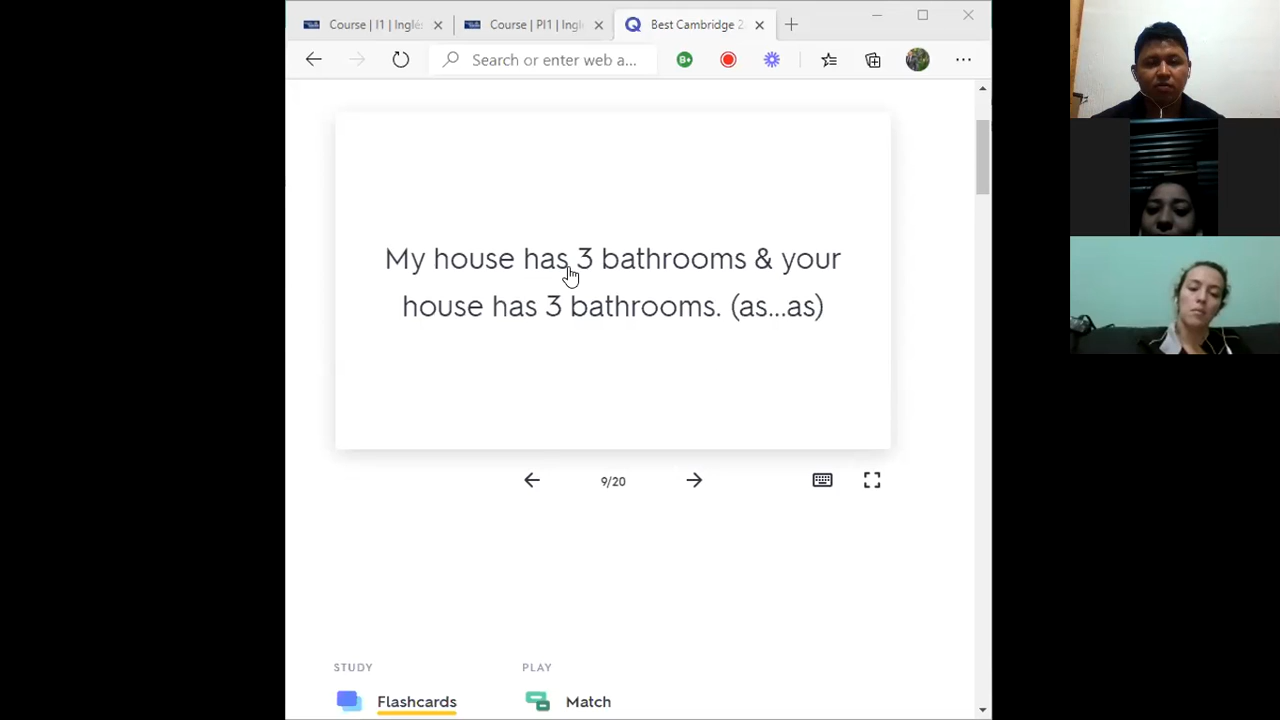 Course | I1 | Inglés
Course | PI1 | Ingl
Best Cambridge 2
Search or enter web a...
My house has 3 bathrooms & your
house has 3 bathrooms. (as...as)
9/20
STUDY
PLAY
Flashcards
Match